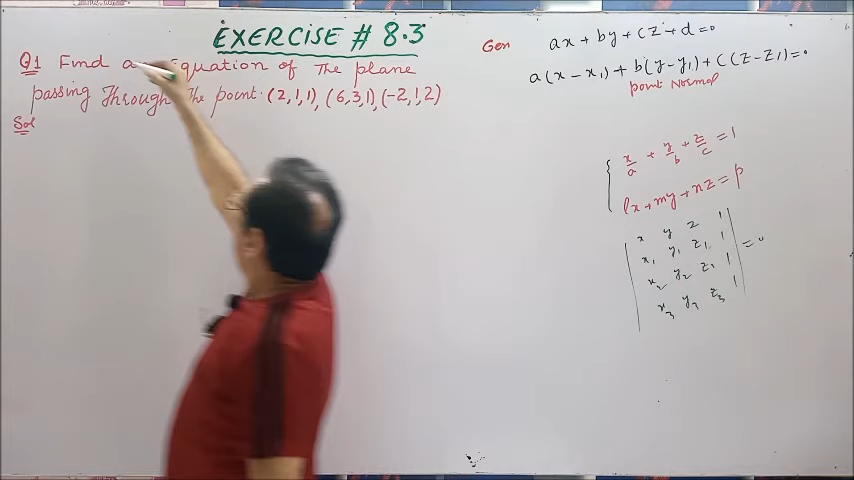 EXERCISE # 8.3
Q1 Find an Equation of The plane
passing Through The point (2,1,1), (6,3,1), (-2,1,2)
Sol
Gen ax + by + cz + d = 0
a(x-x₁) + b(y-y₁) + c(z-z₁) = 0
point Normal
x/a + y/b + z/c = 1
lx + my + nz = p
x y z 1
x₁ y₁ z₁ 1
x₂ y₂ z₂ 1 = 0
x₃ y₃ z₃ 1